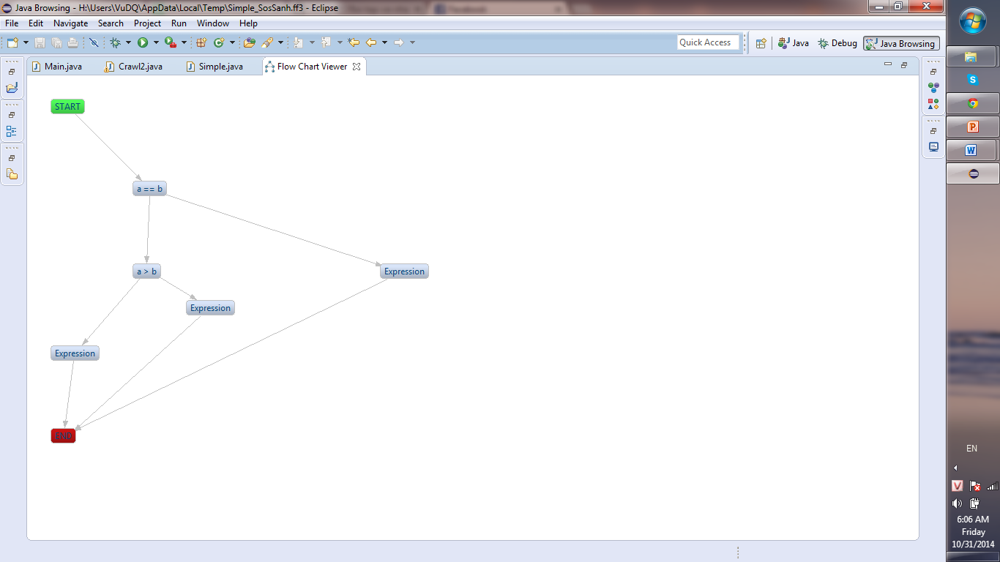 Java Browsing - H:\Users\VuDQ\AppData\Local\Temp\Simple_SosSanh.ff3 - Eclipse
File Edit Navigate Search Project Run Window Help
Quick Access
Java
Debug
Java Browsing
Main.java
Crawl2.java
Simple.java
Flow Chart Viewer
START
a == b
a > b
Expression
Expression
Expression
END
EN
6:06 AM
Friday
10/31/2014